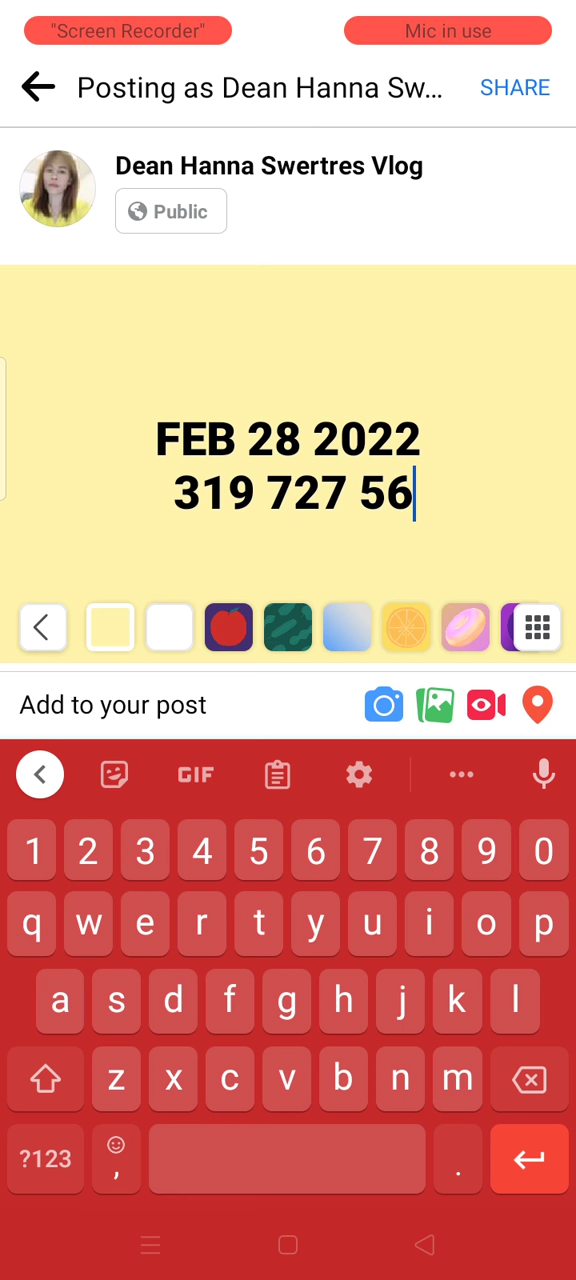 "Screen Recorder" Mic in use
Posting as Dean Hanna Sw... SHARE
Dean Hanna Swertres Vlog
Public
FEB 28 2022
319 727 56
Add to your post
GIF
1 2 3 4 5 6 7 8 9 0
q w e r t y u i o p
a s d f g h j k l
z x c v b n m
?123 , .